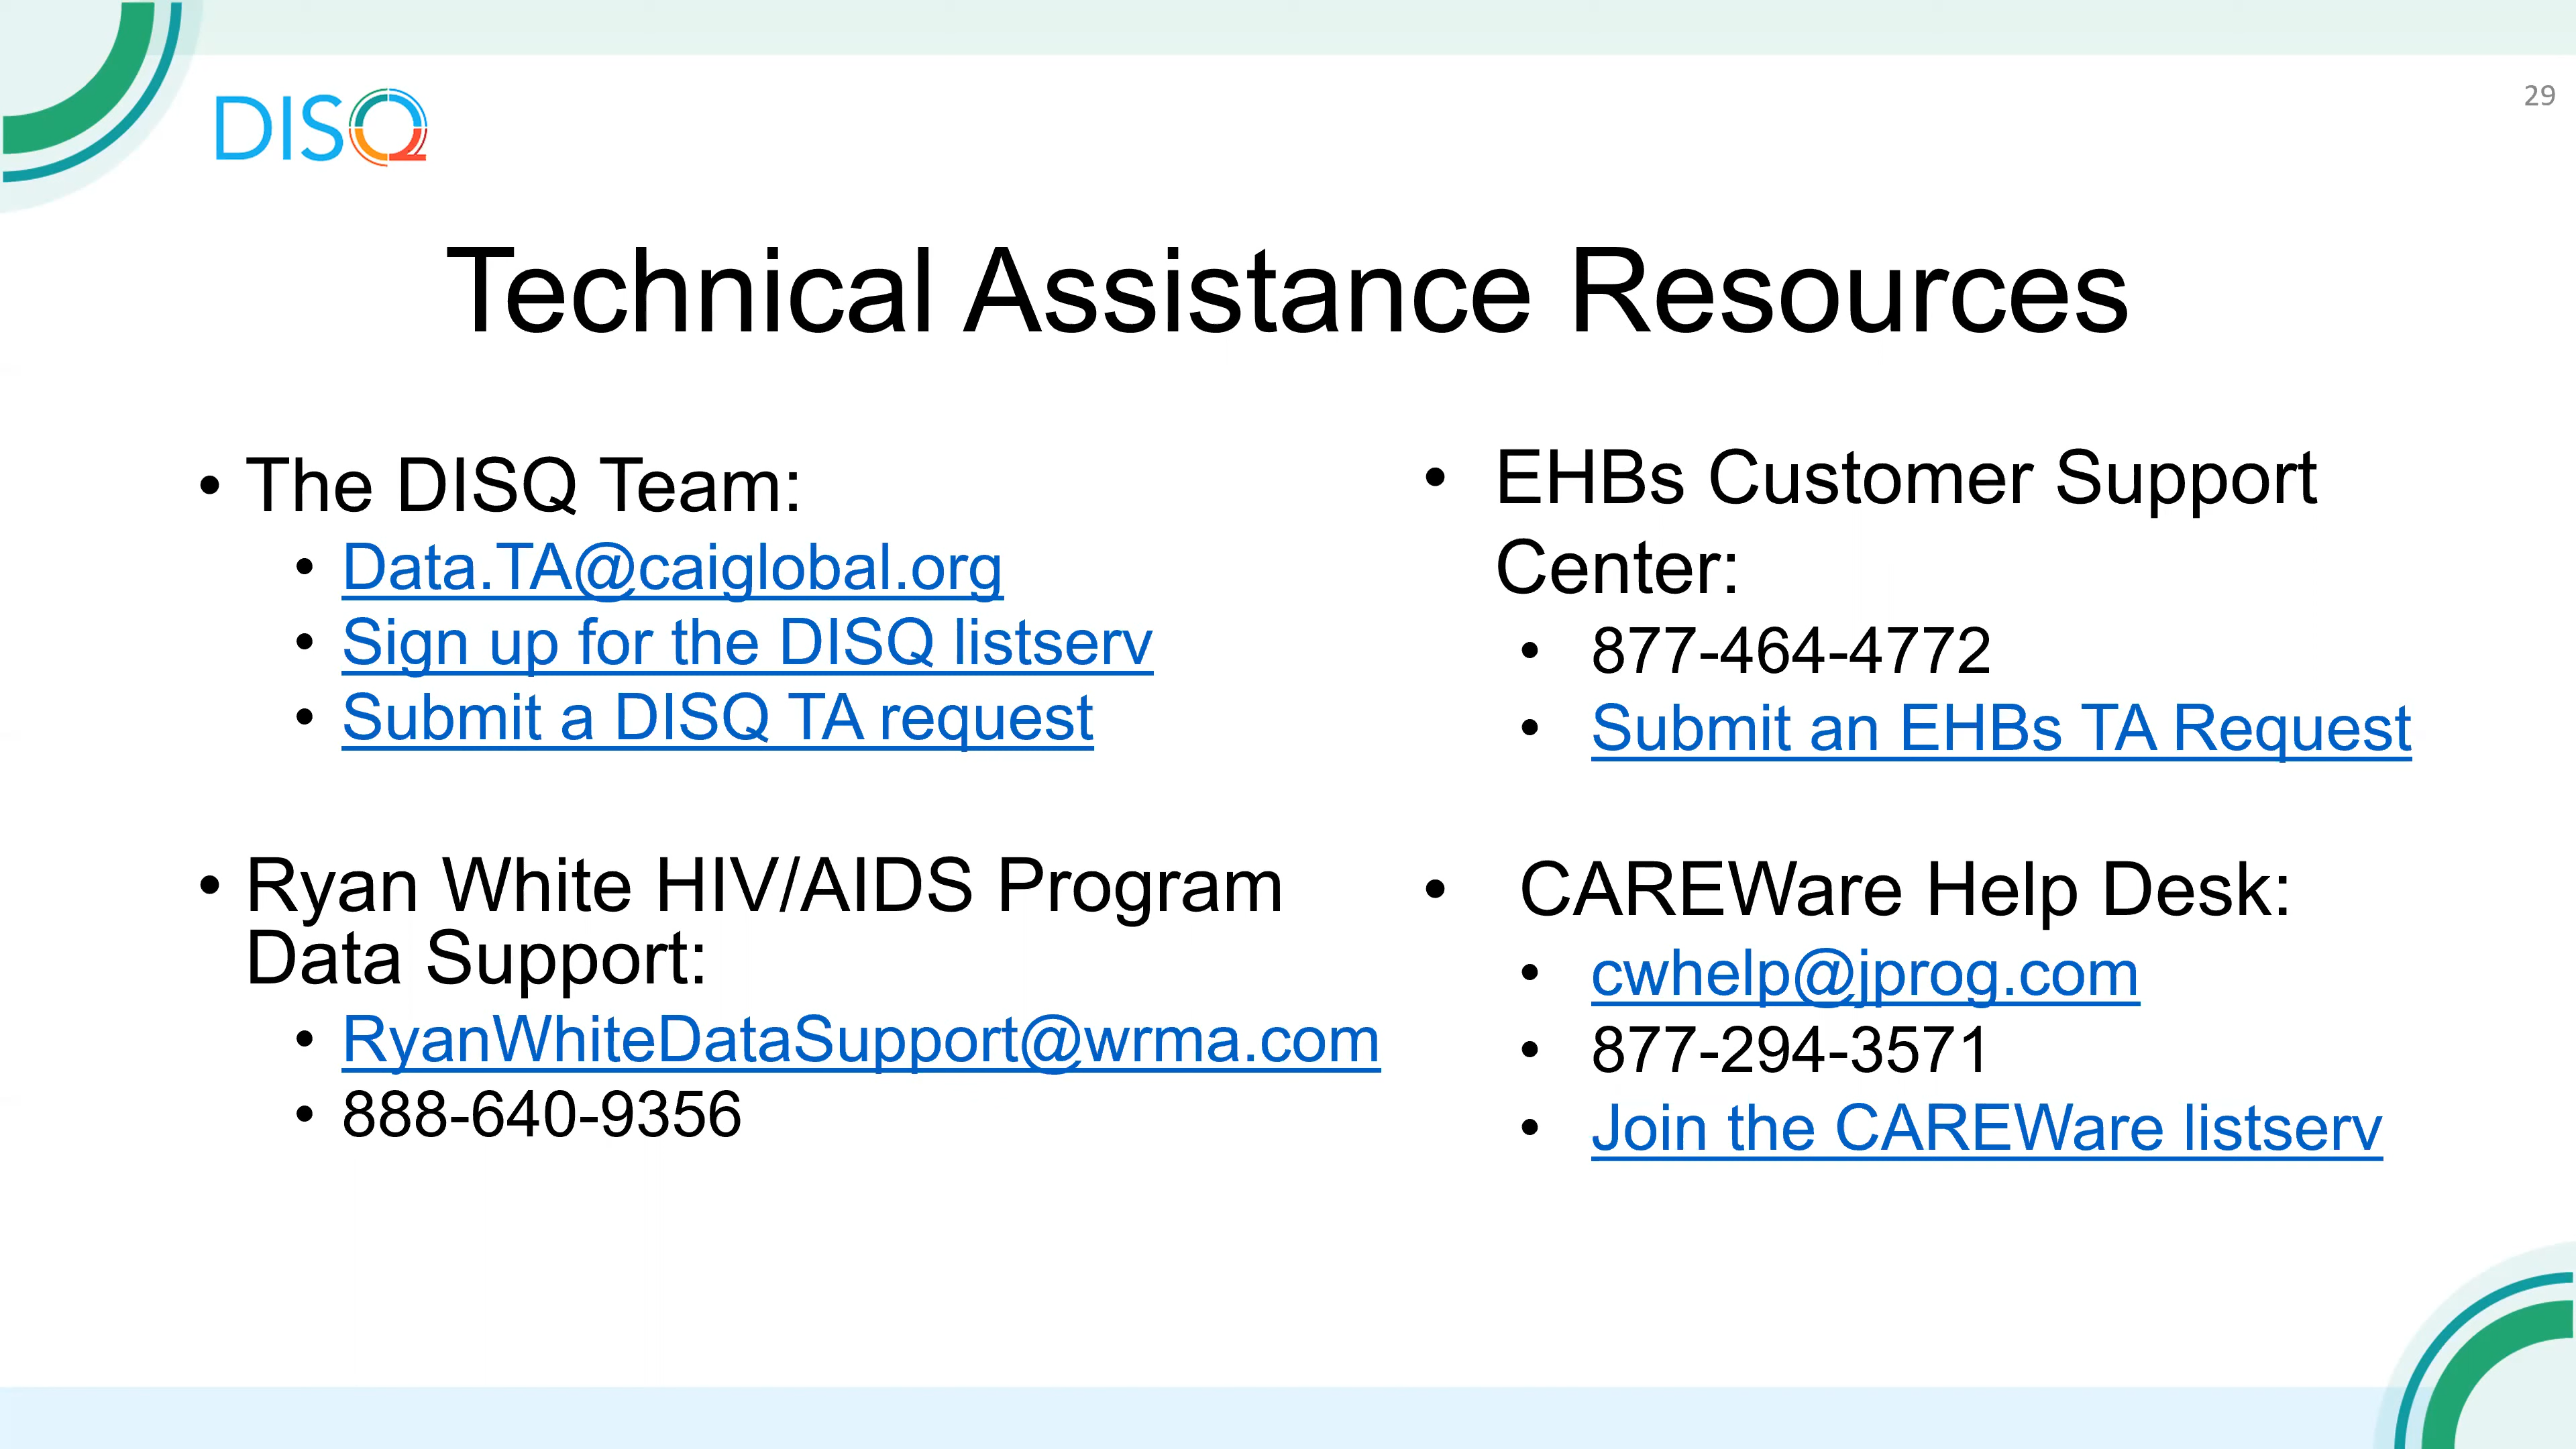 DISQ
29
Technical Assistance Resources
• The DISQ Team:
• Data.TA@caiglobal.org
• Sign up for the DISQ listserv
• Submit a DISQ TA request
• Ryan White HIV/AIDS Program
Data Support:
• RyanWhiteDataSupport@wrma.com
• 888-640-9356
• EHBs Customer Support
Center:
• 877-464-4772
• Submit an EHBs TA Request
• CAREWare Help Desk:
• cwhelp@jprog.com
• 877-294-3571
• Join the CAREWare listserv